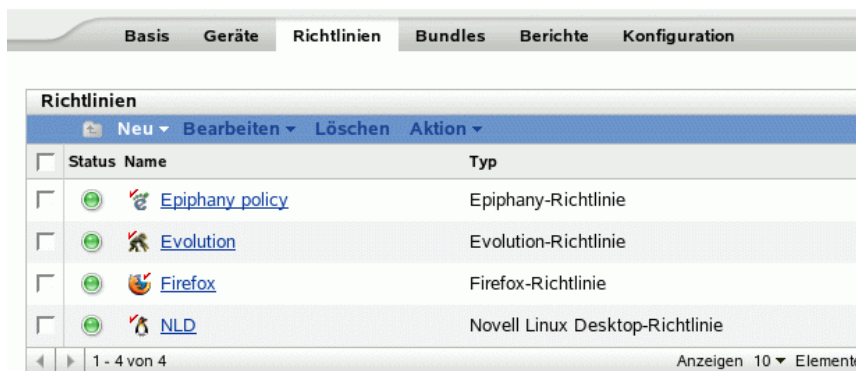 Basis Geräte Richtlinien Bundles Berichte Konfiguration
Richtlinien
Neu Bearbeiten Löschen Aktion
Status Name Typ
Epiphany policy Epiphany-Richtlinie
Evolution Evolution-Richtlinie
Firefox Firefox-Richtlinie
NLD Novell Linux Desktop-Richtlinie
1 - 4 von 4 Anzeigen 10 Elemente